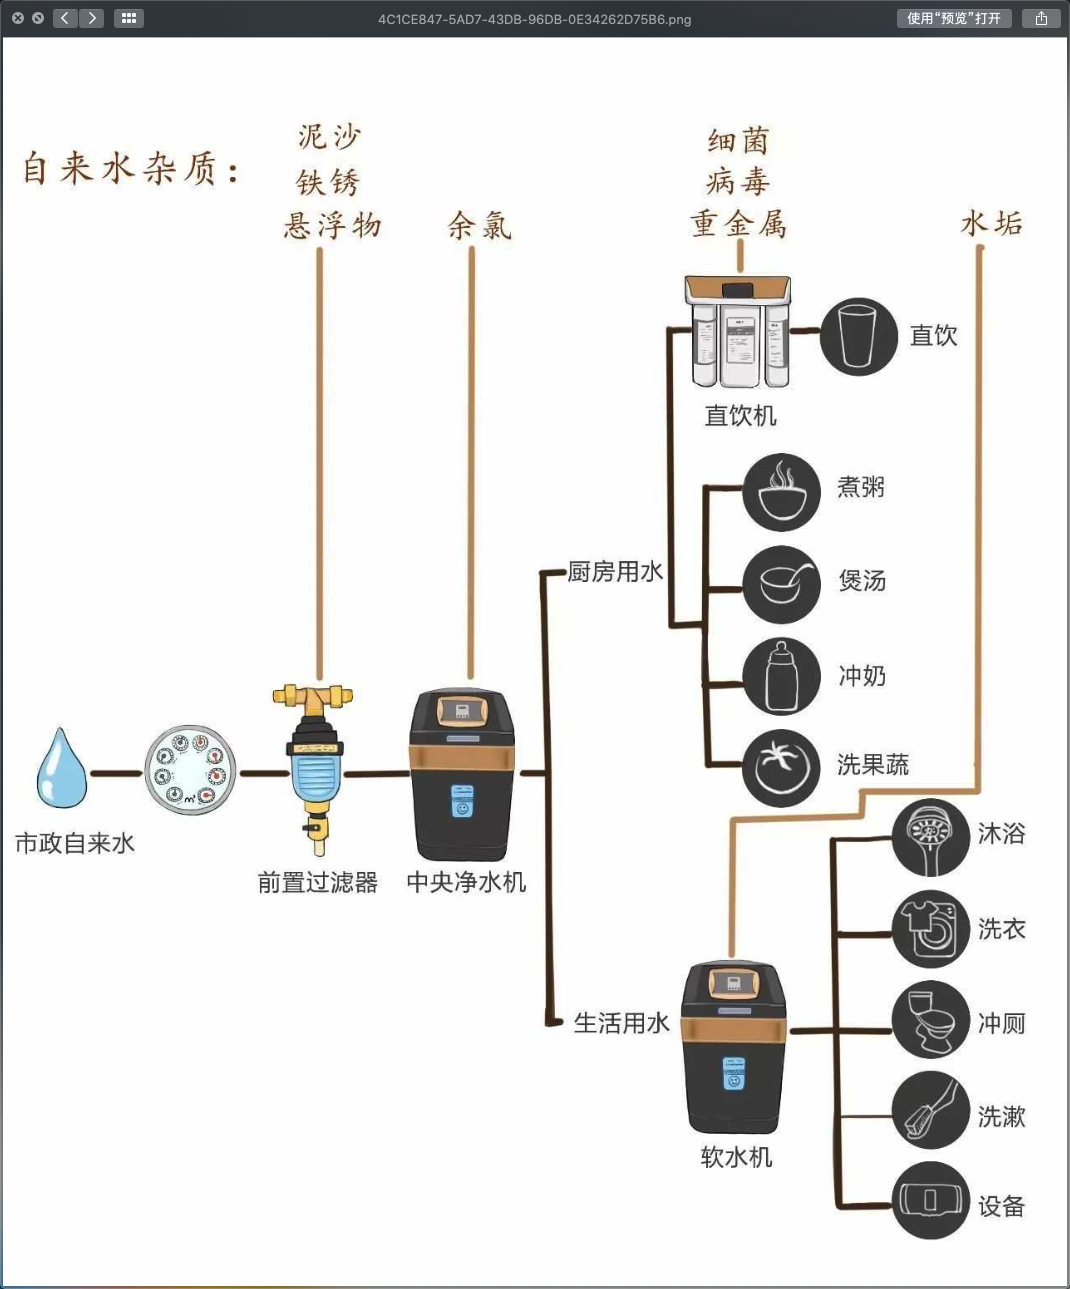 4C1CE847-5AD7-43DB-96DB-0E34262D75B6.png
使用“预览”打开
自来水杂质：
泥沙
铁锈
悬浮物
余氯
细菌
病毒
重金属
水垢
直饮
直饮机
煮粥
厨房用水
煲汤
冲奶
洗果蔬
市政自来水
前置过滤器
中央净水机
沐浴
洗衣
生活用水
冲厕
洗漱
软水机
设备